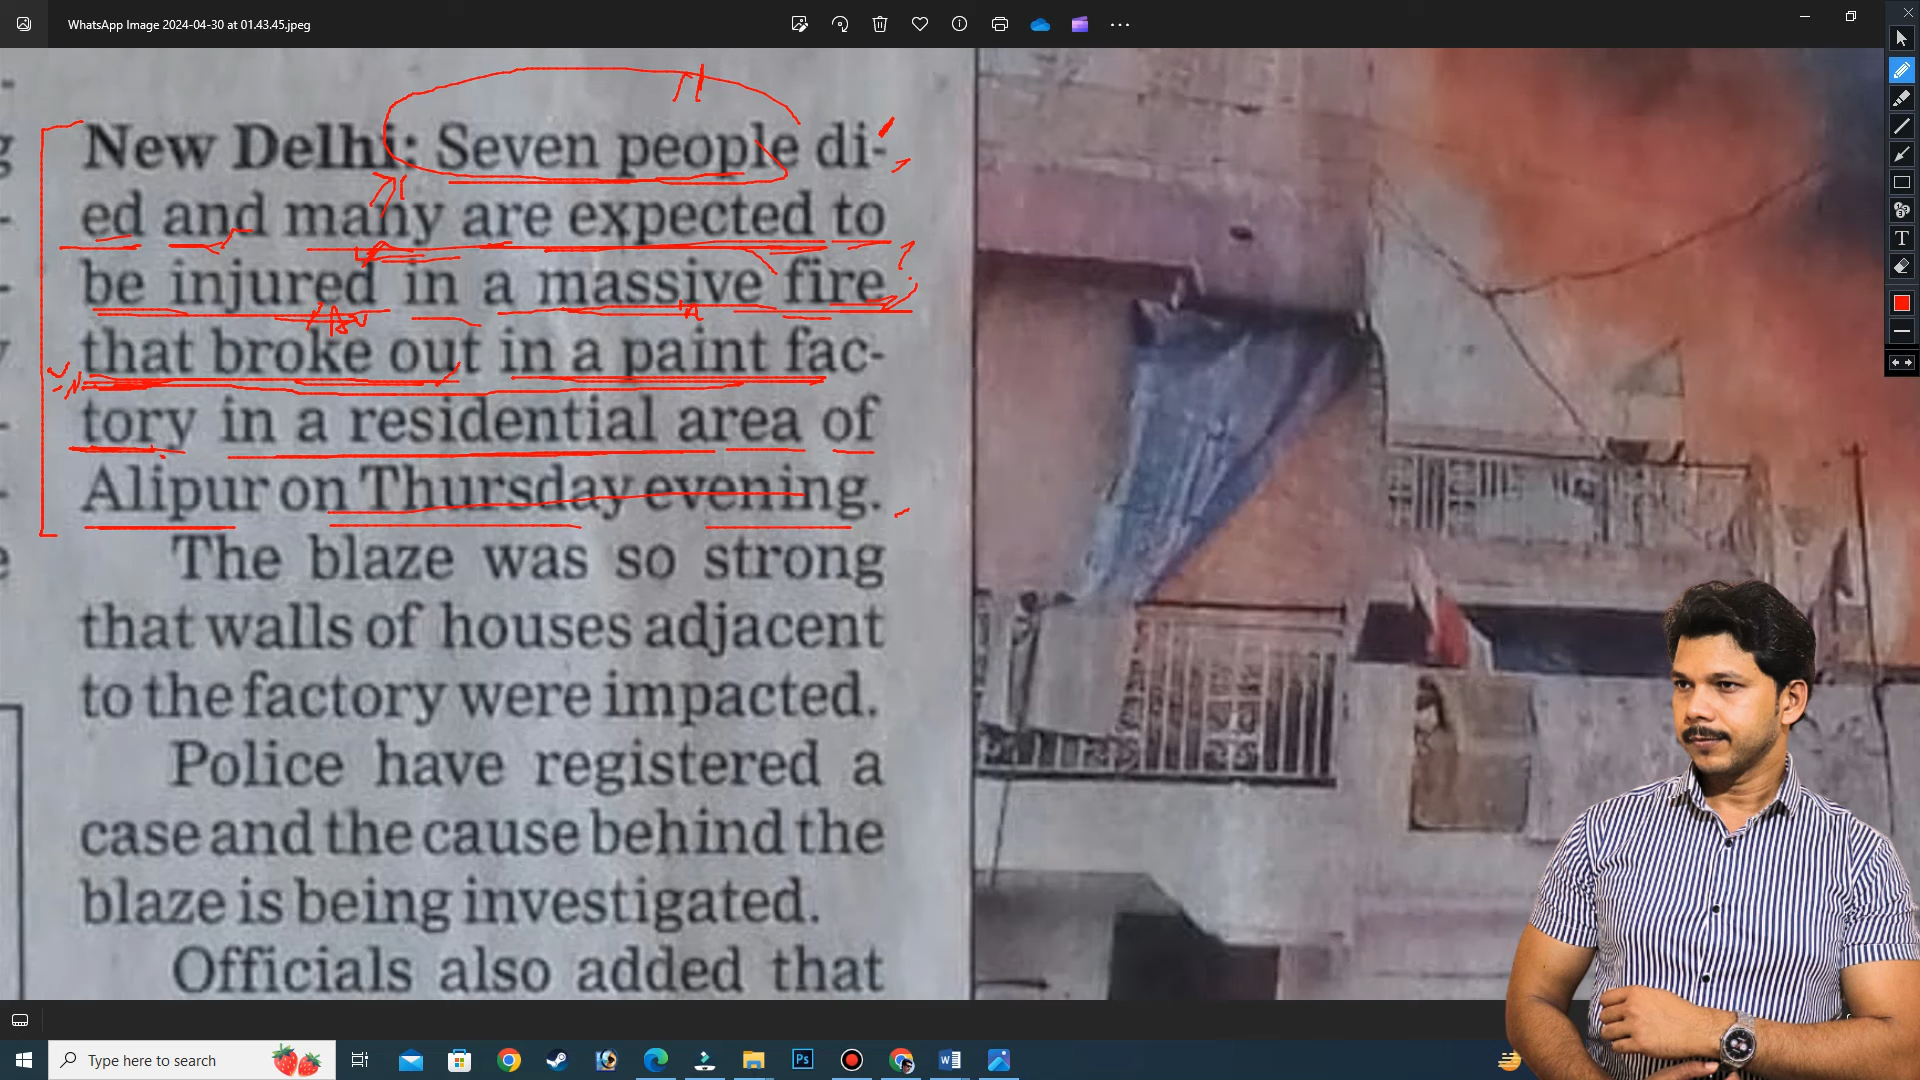 WhatsApp Image 2024-04-30 at 01.43.45.jpeg
New Delhi: Seven people di-
ed and many are expected to
be injured in a massive fire
that broke out in a paint fac-
tory in a residential area of
Alipur on Thursday evening.
The blaze was so strong
that walls of houses adjacent
to the factory were impacted.
Police have registered a
case and the cause behind the
blaze is being investigated.
Officials also added that
Type here to search